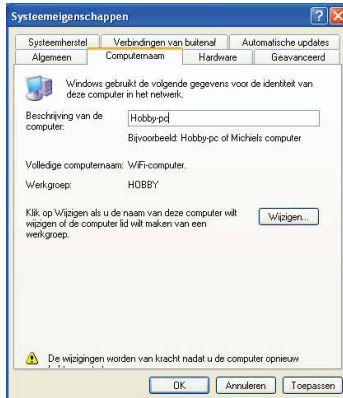 Systeemeigenschappen
Systeemherstel Verbindingen van buitenaf Automatische updates
Algemeen Computernaam Hardware Geavanceerd
Windows gebruikt de volgende gegevens voor de identiteit van
deze computer in het netwerk.
Beschrijving van de
computer:
Hobby-pc
Bijvoorbeeld: Hobby-pc of Michiels computer
Volledige computernaam: WiFi-computer.
Werkgroep: HOBBY
Klik op Wijzigen als u de naam van deze computer wilt
wijzigen of de computer lid wilt maken van een
werkgroep.
Wijzigen...
De wijzigingen worden van kracht nadat u de computer opnieuw
OK Annuleren Toepassen